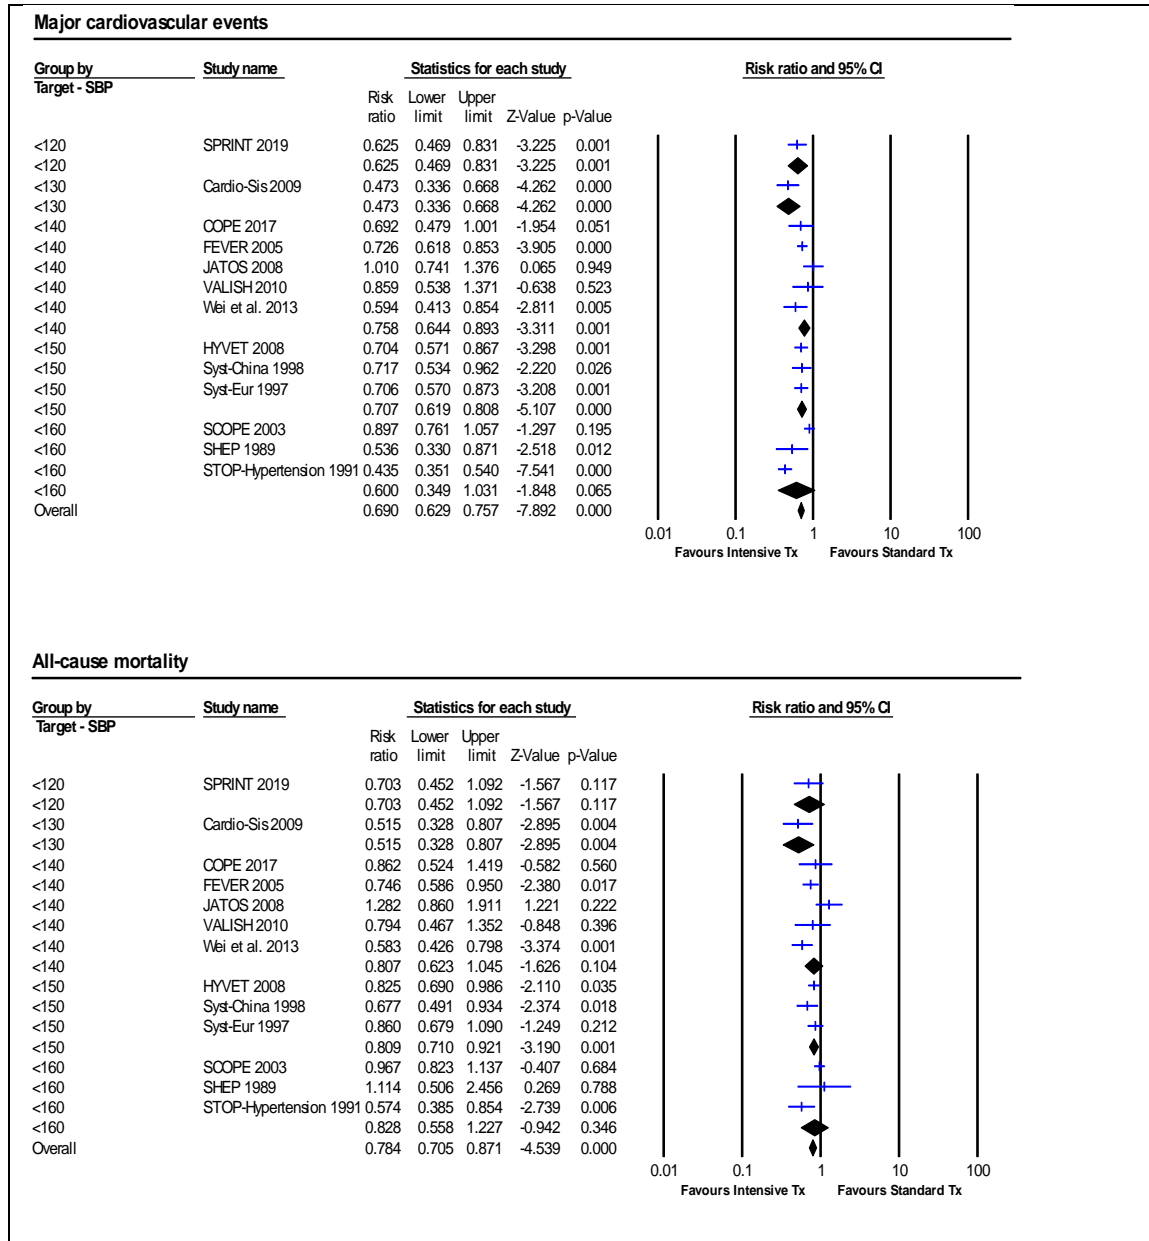 Major cardiovascular events
Group by Study name Statistics for each study Risk ratio and 95% CI
Target - SBP
Risk Lower Upper
ratio limit limit Z-Value p-Value
<120 SPRINT 2019 0.625 0.469 0.831 -3.225 0.001
<120 0.625 0.469 0.831 -3.225 0.001
<130 Cardio-Sis 2009 0.473 0.336 0.668 -4.262 0.000
<130 0.473 0.336 0.668 -4.262 0.000
<140 COPE 2017 0.692 0.479 1.001 -1.954 0.051
<140 FEVER 2005 0.726 0.618 0.853 -3.905 0.000
<140 JATOS 2008 1.010 0.741 1.376 0.065 0.949
<140 VALISH 2010 0.859 0.538 1.371 -0.638 0.523
<140 Wei et al. 2013 0.594 0.413 0.854 -2.811 0.005
<140 0.758 0.644 0.893 -3.311 0.001
<150 HYVET 2008 0.704 0.571 0.867 -3.298 0.001
<150 Syst-China 1998 0.717 0.534 0.962 -2.220 0.026
<150 Syst-Eur 1997 0.706 0.570 0.873 -3.208 0.001
<150 0.707 0.619 0.808 -5.107 0.000
<160 SCOPE 2003 0.897 0.761 1.057 -1.297 0.195
<160 SHEP 1989 0.536 0.330 0.871 -2.518 0.012
<160 STOP-Hypertension 1991 0.435 0.351 0.540 -7.541 0.000
<160 0.600 0.349 1.031 -1.848 0.065
Overall 0.690 0.629 0.757 -7.892 0.000
0.01 0.1 1 10 100
Favours Intensive Tx Favours Standard Tx
All-cause mortality
Group by Study name Statistics for each study Risk ratio and 95% CI
Target - SBP
Risk Lower Upper
ratio limit limit Z-Value p-Value
<120 SPRINT 2019 0.703 0.452 1.092 -1.567 0.117
<120 0.703 0.452 1.092 -1.567 0.117
<130 Cardio-Sis 2009 0.515 0.328 0.807 -2.895 0.004
<130 0.515 0.328 0.807 -2.895 0.004
<140 COPE 2017 0.862 0.524 1.419 -0.582 0.560
<140 FEVER 2005 0.746 0.586 0.950 -2.380 0.017
<140 JATOS 2008 1.282 0.860 1.911 1.221 0.222
<140 VALISH 2010 0.794 0.467 1.352 -0.848 0.396
<140 Wei et al. 2013 0.583 0.426 0.798 -3.374 0.001
<140 0.807 0.623 1.045 -1.626 0.104
<150 HYVET 2008 0.825 0.690 0.986 -2.110 0.035
<150 Syst-China 1998 0.677 0.491 0.934 -2.374 0.018
<150 Syst-Eur 1997 0.860 0.679 1.090 -1.249 0.212
<150 0.809 0.710 0.921 -3.190 0.001
<160 SCOPE 2003 0.967 0.823 1.137 -0.407 0.684
<160 SHEP 1989 1.114 0.506 2.456 0.269 0.788
<160 STOP-Hypertension 1991 0.574 0.385 0.854 -2.739 0.006
<160 0.828 0.558 1.227 -0.942 0.346
Overall 0.784 0.705 0.871 -4.539 0.000
0.01 0.1 1 10 100
Favours Intensive Tx Favours Standard Tx